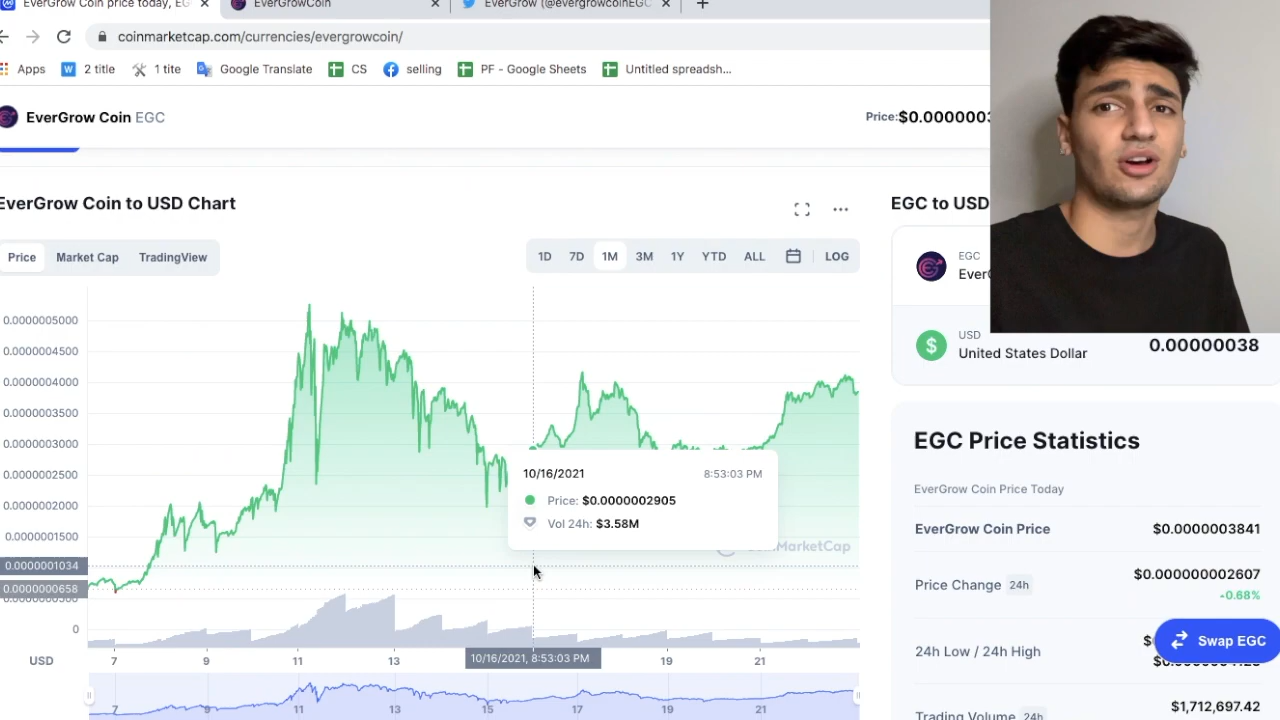 EverGrow Coin price today, EG
EverGrowCoin
EverGrow (@evergrowcoinEGC
coinmarketcap.com/currencies/evergrowcoin/
Apps
2 title
1 tite
Google Translate
CS
selling
PF - Google Sheets
Untitled spreadsh...
EverGrow Coin EGC
Price:$0.0000003
EverGrow Coin to USD Chart
EGC to USD
Price
Market Cap
TradingView
1D
7D
1M
3M
1Y
YTD
ALL
LOG
EGC
Ever
USD
United States Dollar
0.00000038
0.0000005000
0.0000004500
0.0000004000
0.0000003500
0.0000003000
0.0000002500
0.0000002000
0.0000001500
0.0000001034
0.0000000658
0
USD
10/16/2021
8:53:03 PM
Price: $0.0000002905
Vol 24h: $3.58M
MarketCap
7
9
11
13
10/16/2021, 8:53:03 PM
19
21
7
9
11
13
15
17
19
21
EGC Price Statistics
EverGrow Coin Price Today
EverGrow Coin Price
$0.0000003841
Price Change 24h
$0.000000002607
0.68%
24h Low / 24h High
Swap EGC
Trading Volume 24h
$1,712,697.42